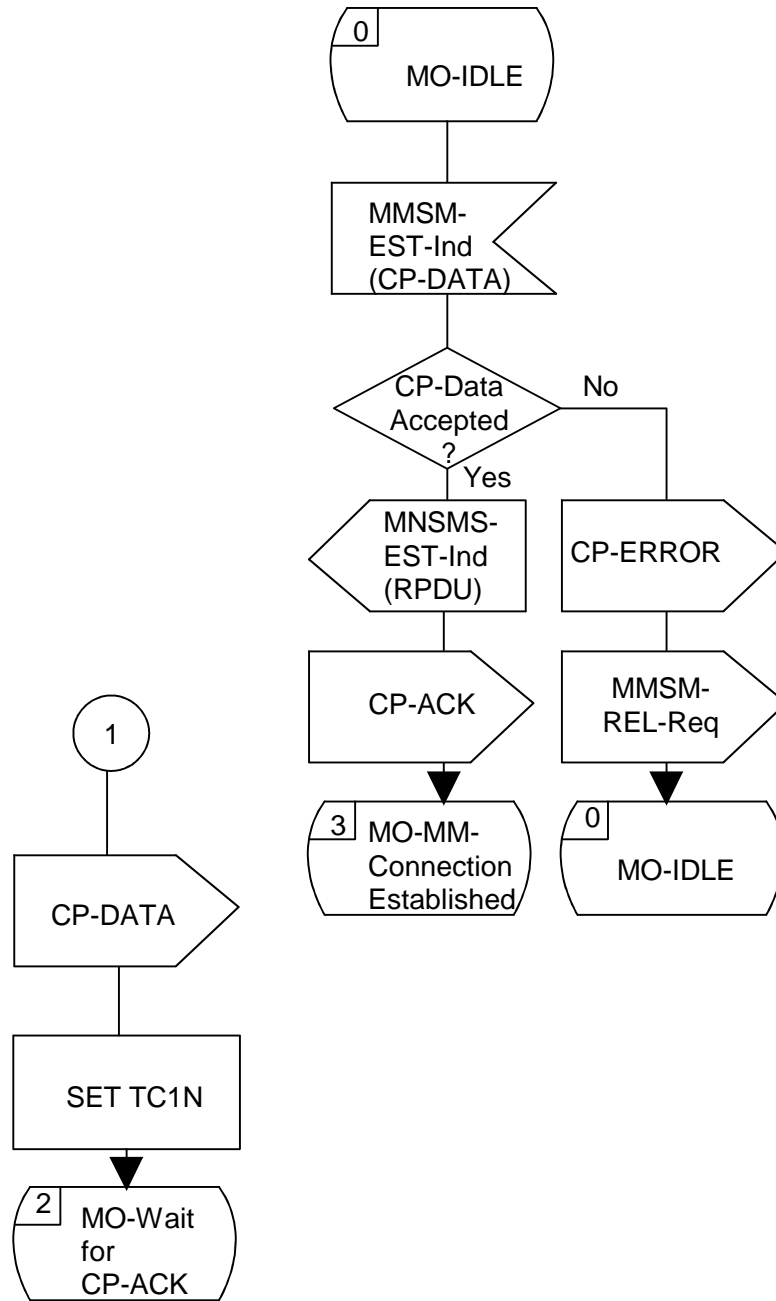 0
MO-IDLE
MMSM-
EST-Ind
(CP-DATA)
CP-Data
Accepted
?
No
Yes
MNSMS-
EST-Ind
(RPDU)
CP-ERROR
CP-ACK
MMSM-
REL-Req
3
MO-MM-
Connection
Established
0
MO-IDLE
1
CP-DATA
SET TC1N
2
MO-Wait
for
CP-ACK